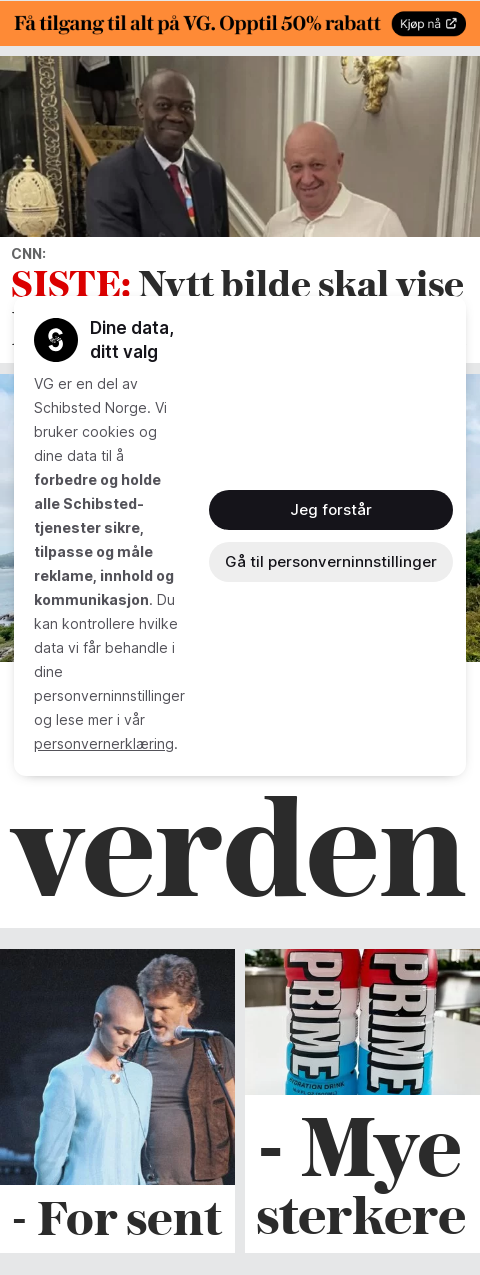 Få tilgang til alt på VG. Opptil 50% rabatt Kjøp nå
CNN:
SISTE: Nytt bilde skal vise
Dine data,
ditt valg
VG er en del av
Schibsted Norge. Vi
bruker cookies og
dine data til å
forbedre og holde
alle Schibsted-
tjenester sikre,
tilpasse og måle
reklame, innhold og
kommunikasjon. Du
kan kontrollere hvilke
data vi får behandle i
dine
personverninnstillinger
og lese mer i vår
personvernerklæring.
Jeg forstår
Gå til personverninnstillinger
verden
PRIME
PRIME
HYDRATION DRINK
- For sent
- Mye
sterkere